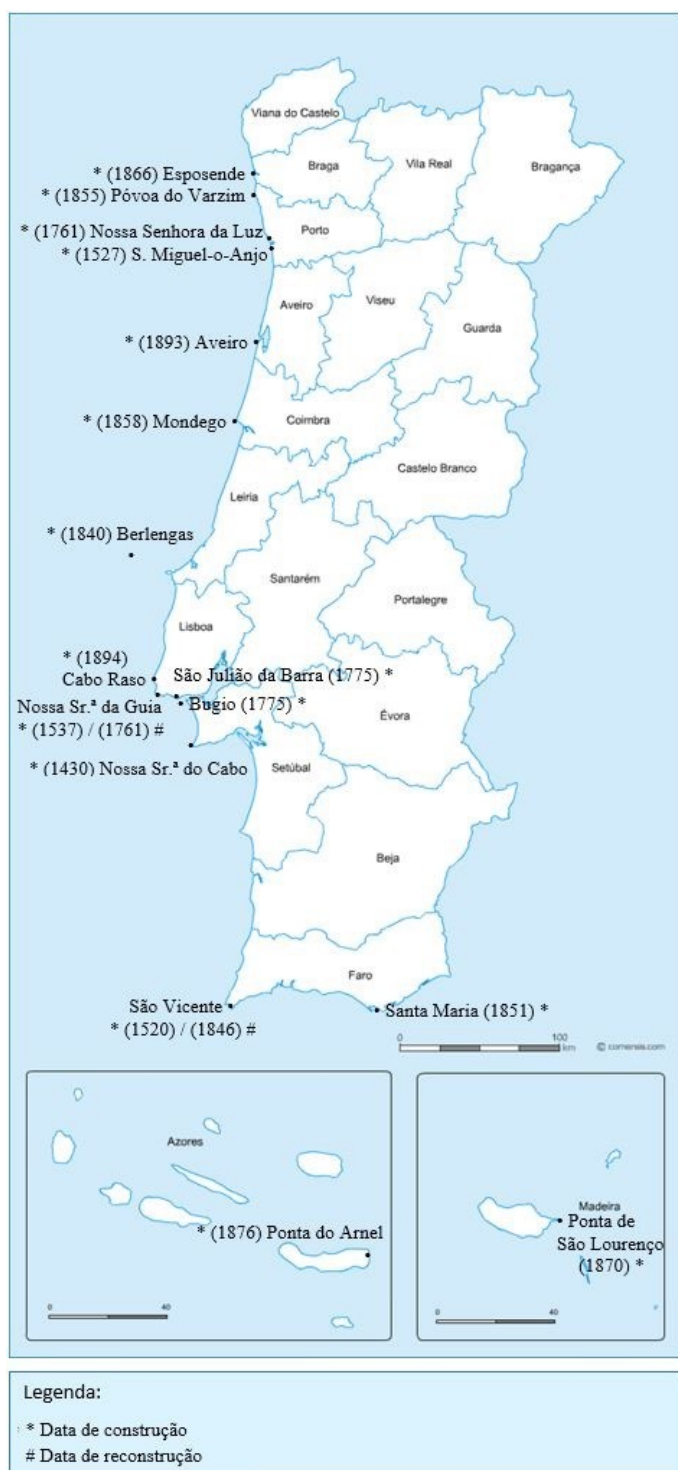 Viana do Castelo
Braga
Vila Real
Bragança
* (1866) Esposende
* (1855) Póvoa do Varzim
* (1761) Nossa Senhora da Luz
Porto
* (1527) S. Miguel-o-Anjo
Aveiro
Viseu
Guarda
* (1893) Aveiro
* (1858) Mondego
Coimbra
Castelo Branco
Leiria
* (1840) Berlengas
Santarém
Portalegre
Lisboa
* (1894)
Cabo Raso
São Julião da Barra (1775) *
Nossa Sr.ª da Guia
Bugio (1775) *
Évora
* (1537) / (1761) #
* (1430) Nossa Sr.ª do Cabo
Setúbal
Beja
Faro
São Vicente
* (1520) / (1846) #
Santa Maria (1851) *
0 100
km
© comersis.com
Azores
* (1876) Ponta do Arnel
0 40
Madeira
Ponta de
São Lourenço
(1870) *
0 40
Legenda:
* Data de construção
# Data de reconstrução